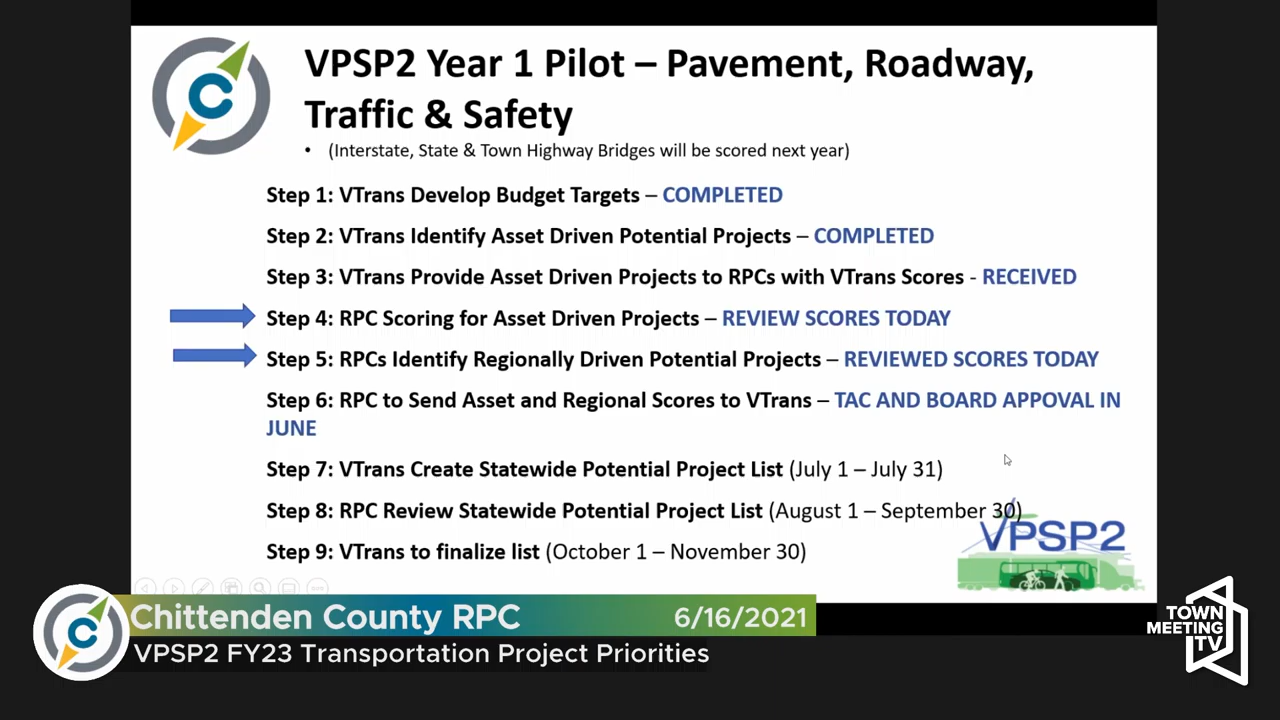 VPSP2 Year 1 Pilot – Pavement, Roadway,
Traffic & Safety
• (Interstate, State & Town Highway Bridges will be scored next year)
Step 1: VTrans Develop Budget Targets – COMPLETED
Step 2: VTrans Identify Asset Driven Potential Projects – COMPLETED
Step 3: VTrans Provide Asset Driven Projects to RPCs with VTrans Scores - RECEIVED
Step 4: RPC Scoring for Asset Driven Projects – REVIEW SCORES TODAY
Step 5: RPCs Identify Regionally Driven Potential Projects – REVIEWED SCORES TODAY
Step 6: RPC to Send Asset and Regional Scores to VTrans – TAC AND BOARD APPOVAL IN
JUNE
Step 7: VTrans Create Statewide Potential Project List (July 1 – July 31)
Step 8: RPC Review Statewide Potential Project List (August 1 – September 30)
Step 9: VTrans to finalize list (October 1 – November 30)
VPSP2
Chittenden County RPC 6/16/2021
VPSP2 FY23 Transportation Project Priorities
TOWN
MEETING
TV
C
C